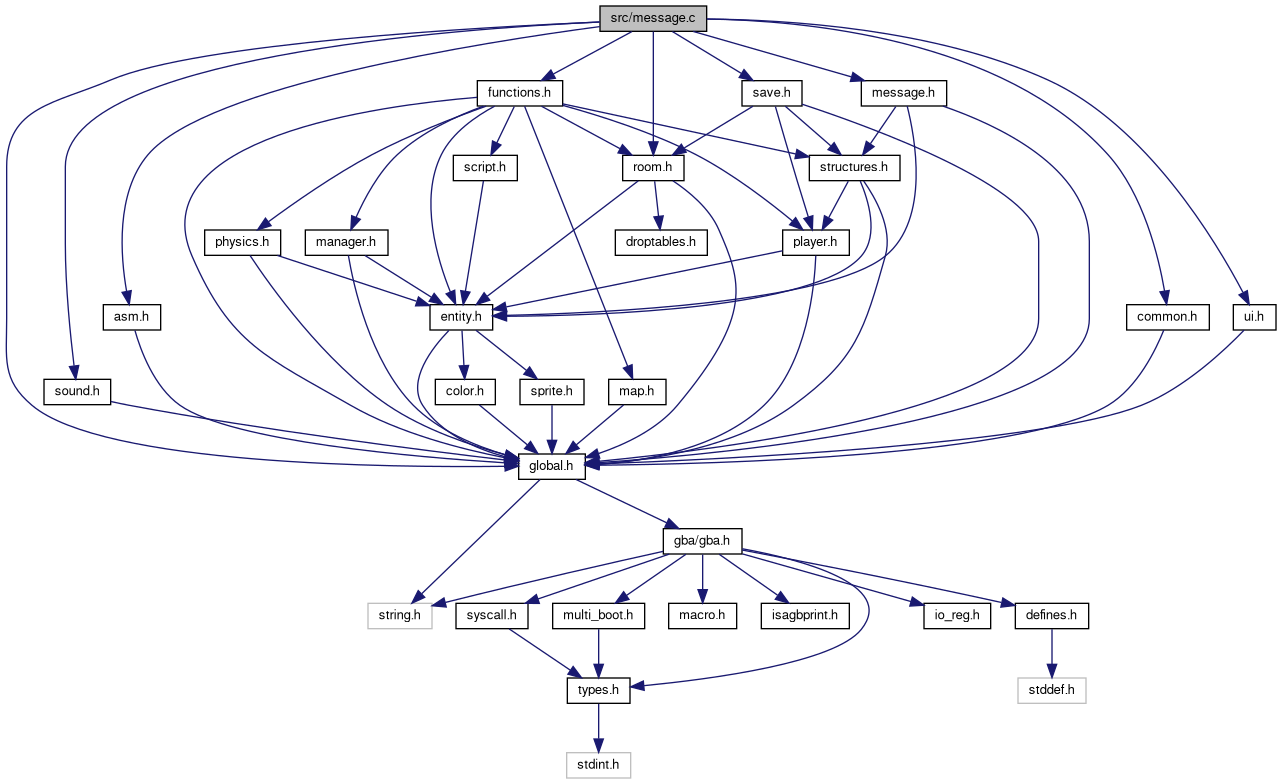 src/message.c
functions.h
save.h
message.h
script.h
room.h
structures.h
physics.h
manager.h
droptables.h
player.h
asm.h
entity.h
common.h
ui.h
sound.h
color.h
sprite.h
map.h
global.h
gba/gba.h
string.h
syscall.h
multi_boot.h
macro.h
isagbprint.h
io_reg.h
defines.h
types.h
stddef.h
stdint.h